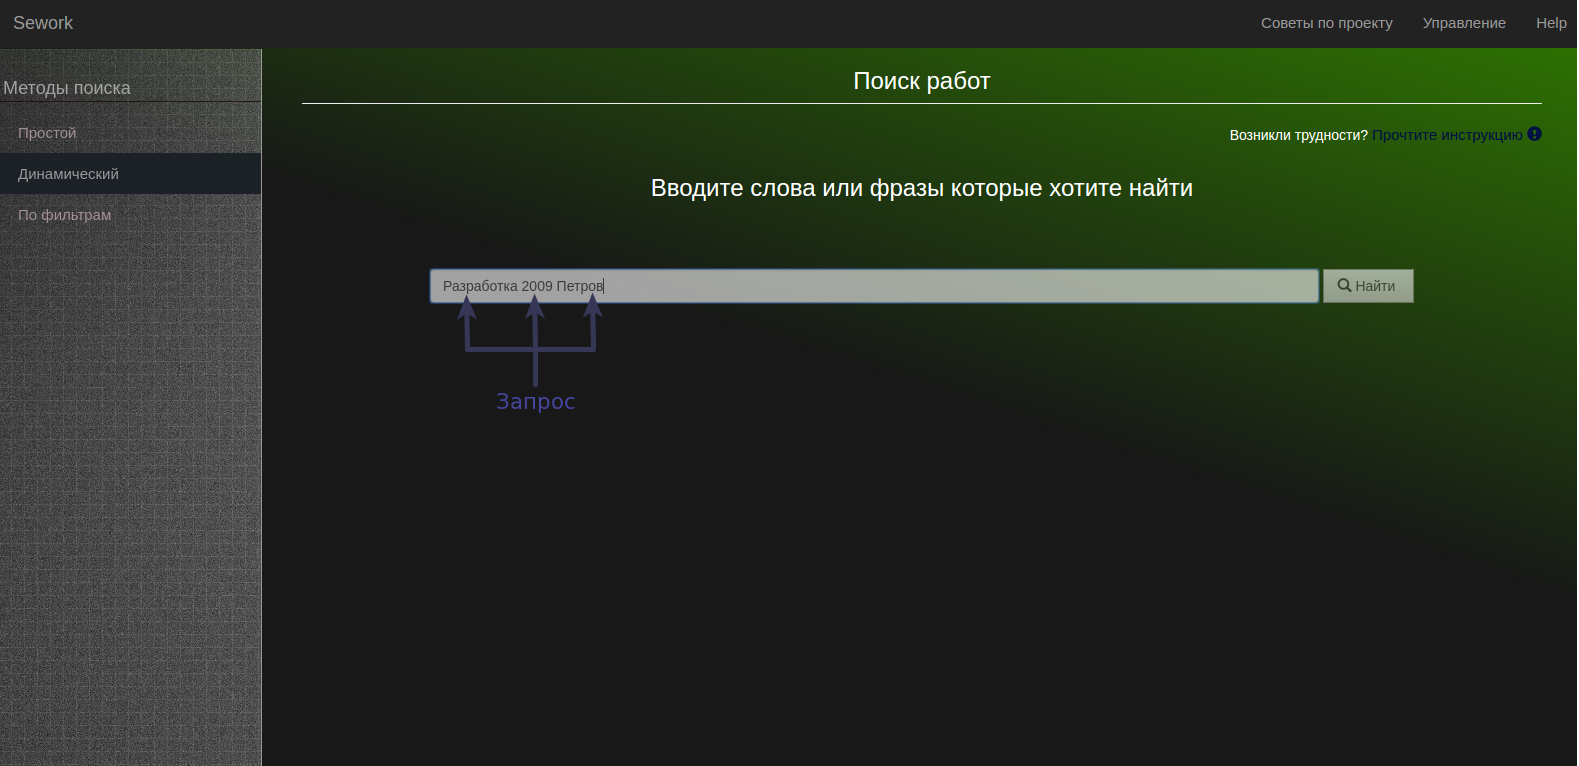 Sework
Советы по проекту Управление Help
Методы поиска
Простой
Динамический
По фильтрам
Поиск работ
Возникли трудности? Прочтите инструкцию
Вводите слова или фразы которые хотите найти
Разработка 2009 Петров
Найти
Запрос